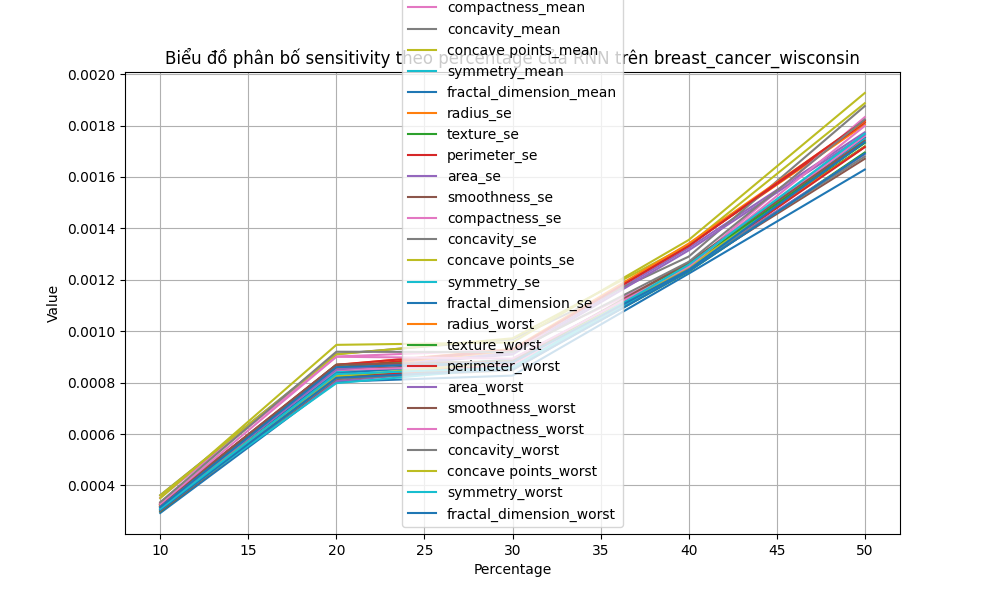 compactness_mean
concavity_mean
concave points_mean
Biểu đồ phân bố sensitivity theo percentage của RNN trên breast_cancer_wisconsin
symmetry_mean
fractal_dimension_mean
radius_se
texture_se
perimeter_se
area_se
smoothness_se
compactness_se
concavity_se
concave points_se
symmetry_se
fractal_dimension_se
radius_worst
texture_worst
perimeter_worst
area_worst
smoothness_worst
compactness_worst
concavity_worst
concave points_worst
symmetry_worst
fractal_dimension_worst
0.0020
0.0018
0.0016
0.0014
0.0012
0.0010
0.0008
0.0006
0.0004
Value
10 15 20 25 30 35 40 45 50
Percentage